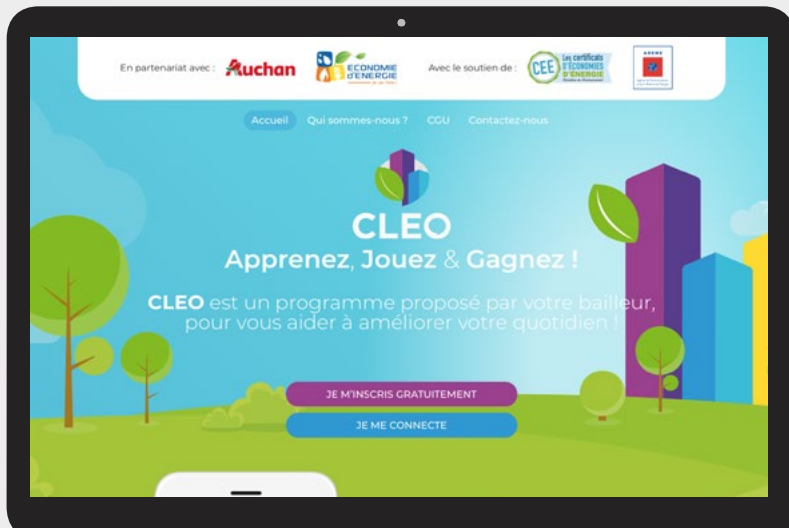 En partenariat avec :
Auchan
ECONOMIE
D'ENERGIE
Avec le soutien de :
CEE
Les certificats
D'ÉCONOMIES
D'ÉNERGIE
ADEME
Accueil
Qui sommes-nous ?
CGU
Contactez-nous
CLEO
Apprenez, Jouez & Gagnez !
CLEO est un programme proposé par votre bailleur,
pour vous aider à améliorer votre quotidien !
JE M'INSCRIS GRATUITEMENT
JE ME CONNECTE